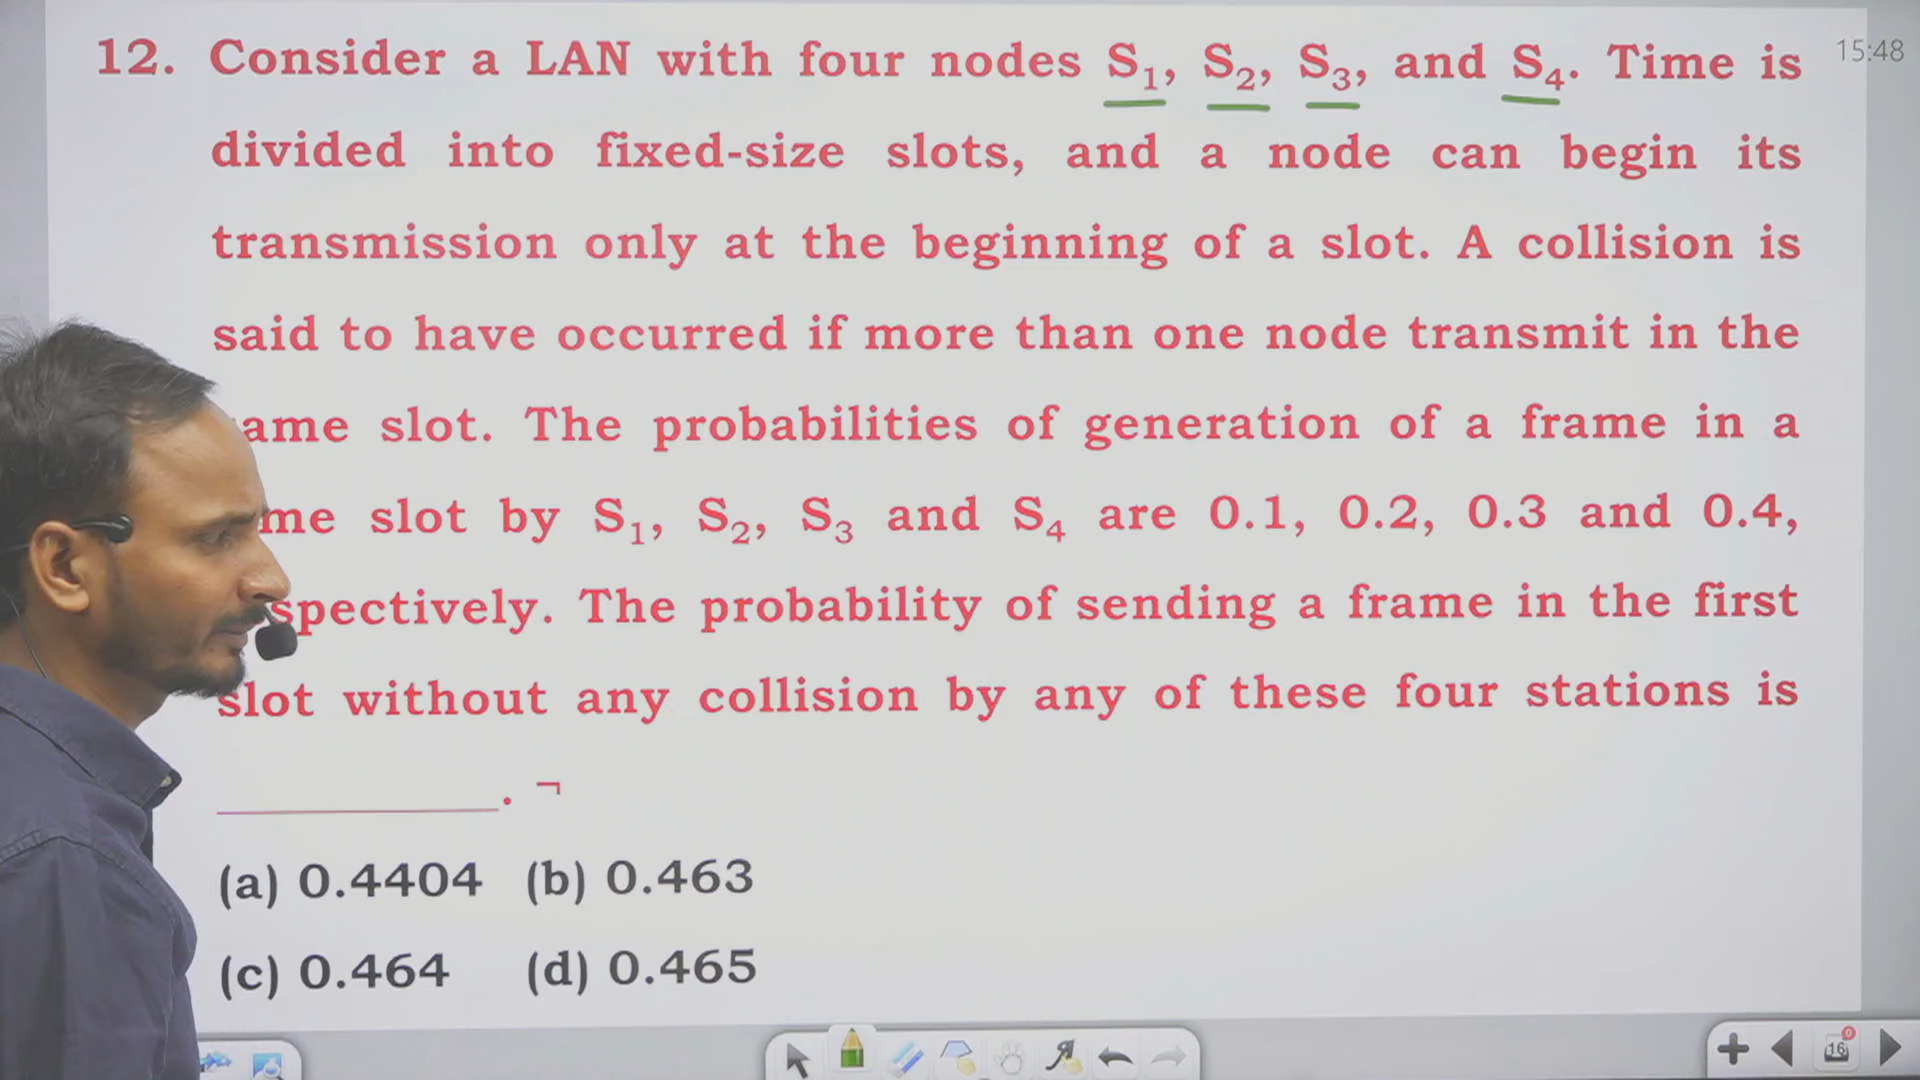 12. Consider a LAN with four nodes S₁, S₂, S₃, and S₄. Time is
15:48
divided into fixed-size slots, and a node can begin its
transmission only at the beginning of a slot. A collision is
said to have occurred if more than one node transmit in the
ame slot. The probabilities of generation of a frame in a
me slot by S₁, S₂, S₃ and S₄ are 0.1, 0.2, 0.3 and 0.4,
spectively. The probability of sending a frame in the first
slot without any collision by any of these four stations is
__________. ¬
(a) 0.4404 (b) 0.463
(c) 0.464 (d) 0.465
16
0